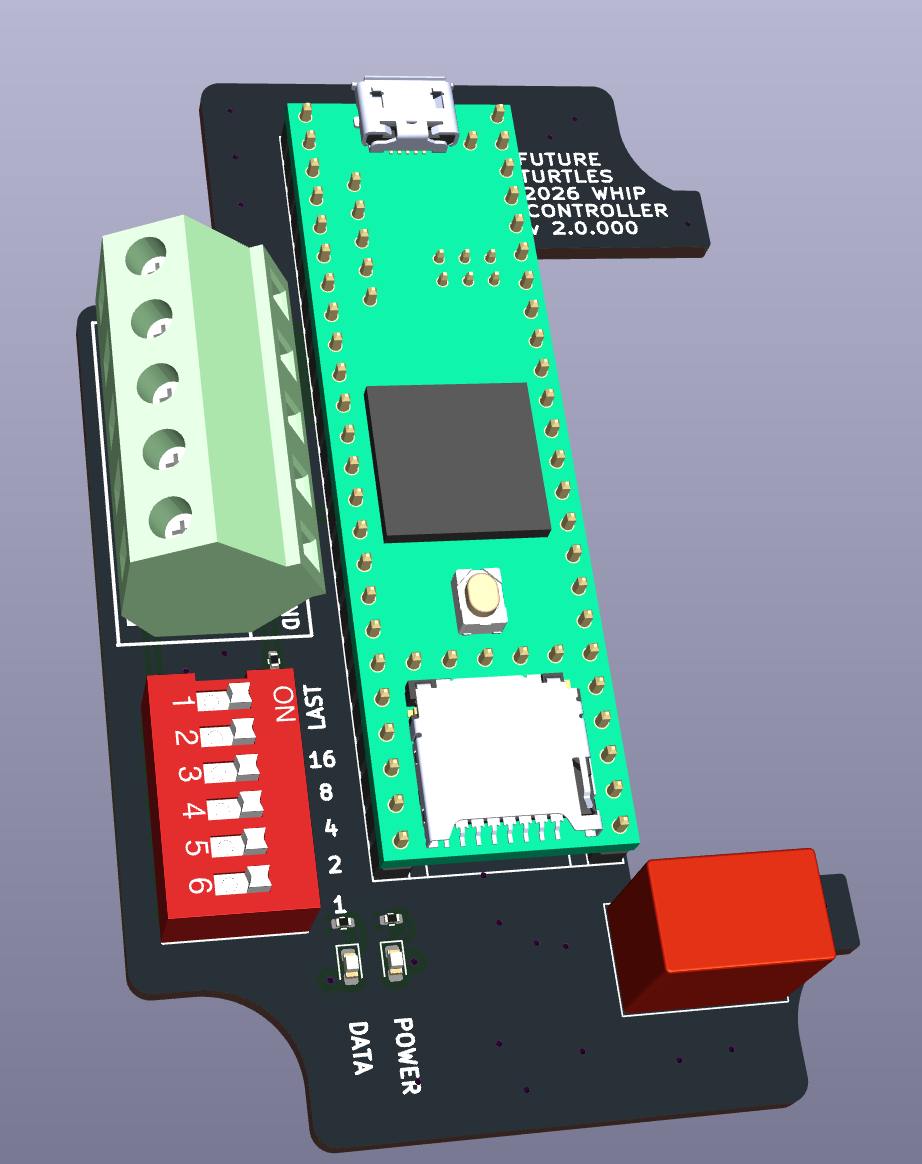 FUTURE
TURTLES
2026 WHIP
CONTROLLER
v 2.0.000
ON
LAST
1
2
3
4
5
6
16
8
4
2
1
DATA
POWER